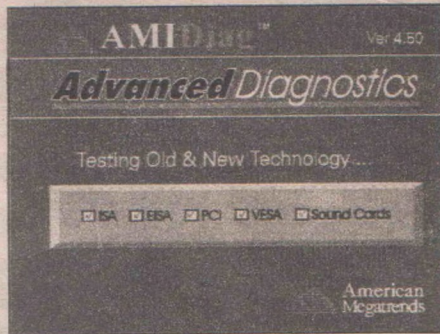 AMIDiag™
Ver 4.50
Advanced Diagnostics
Testing Old & New Technology....
ISA EISA PCI VESA Sound Cards
American
Megatrends